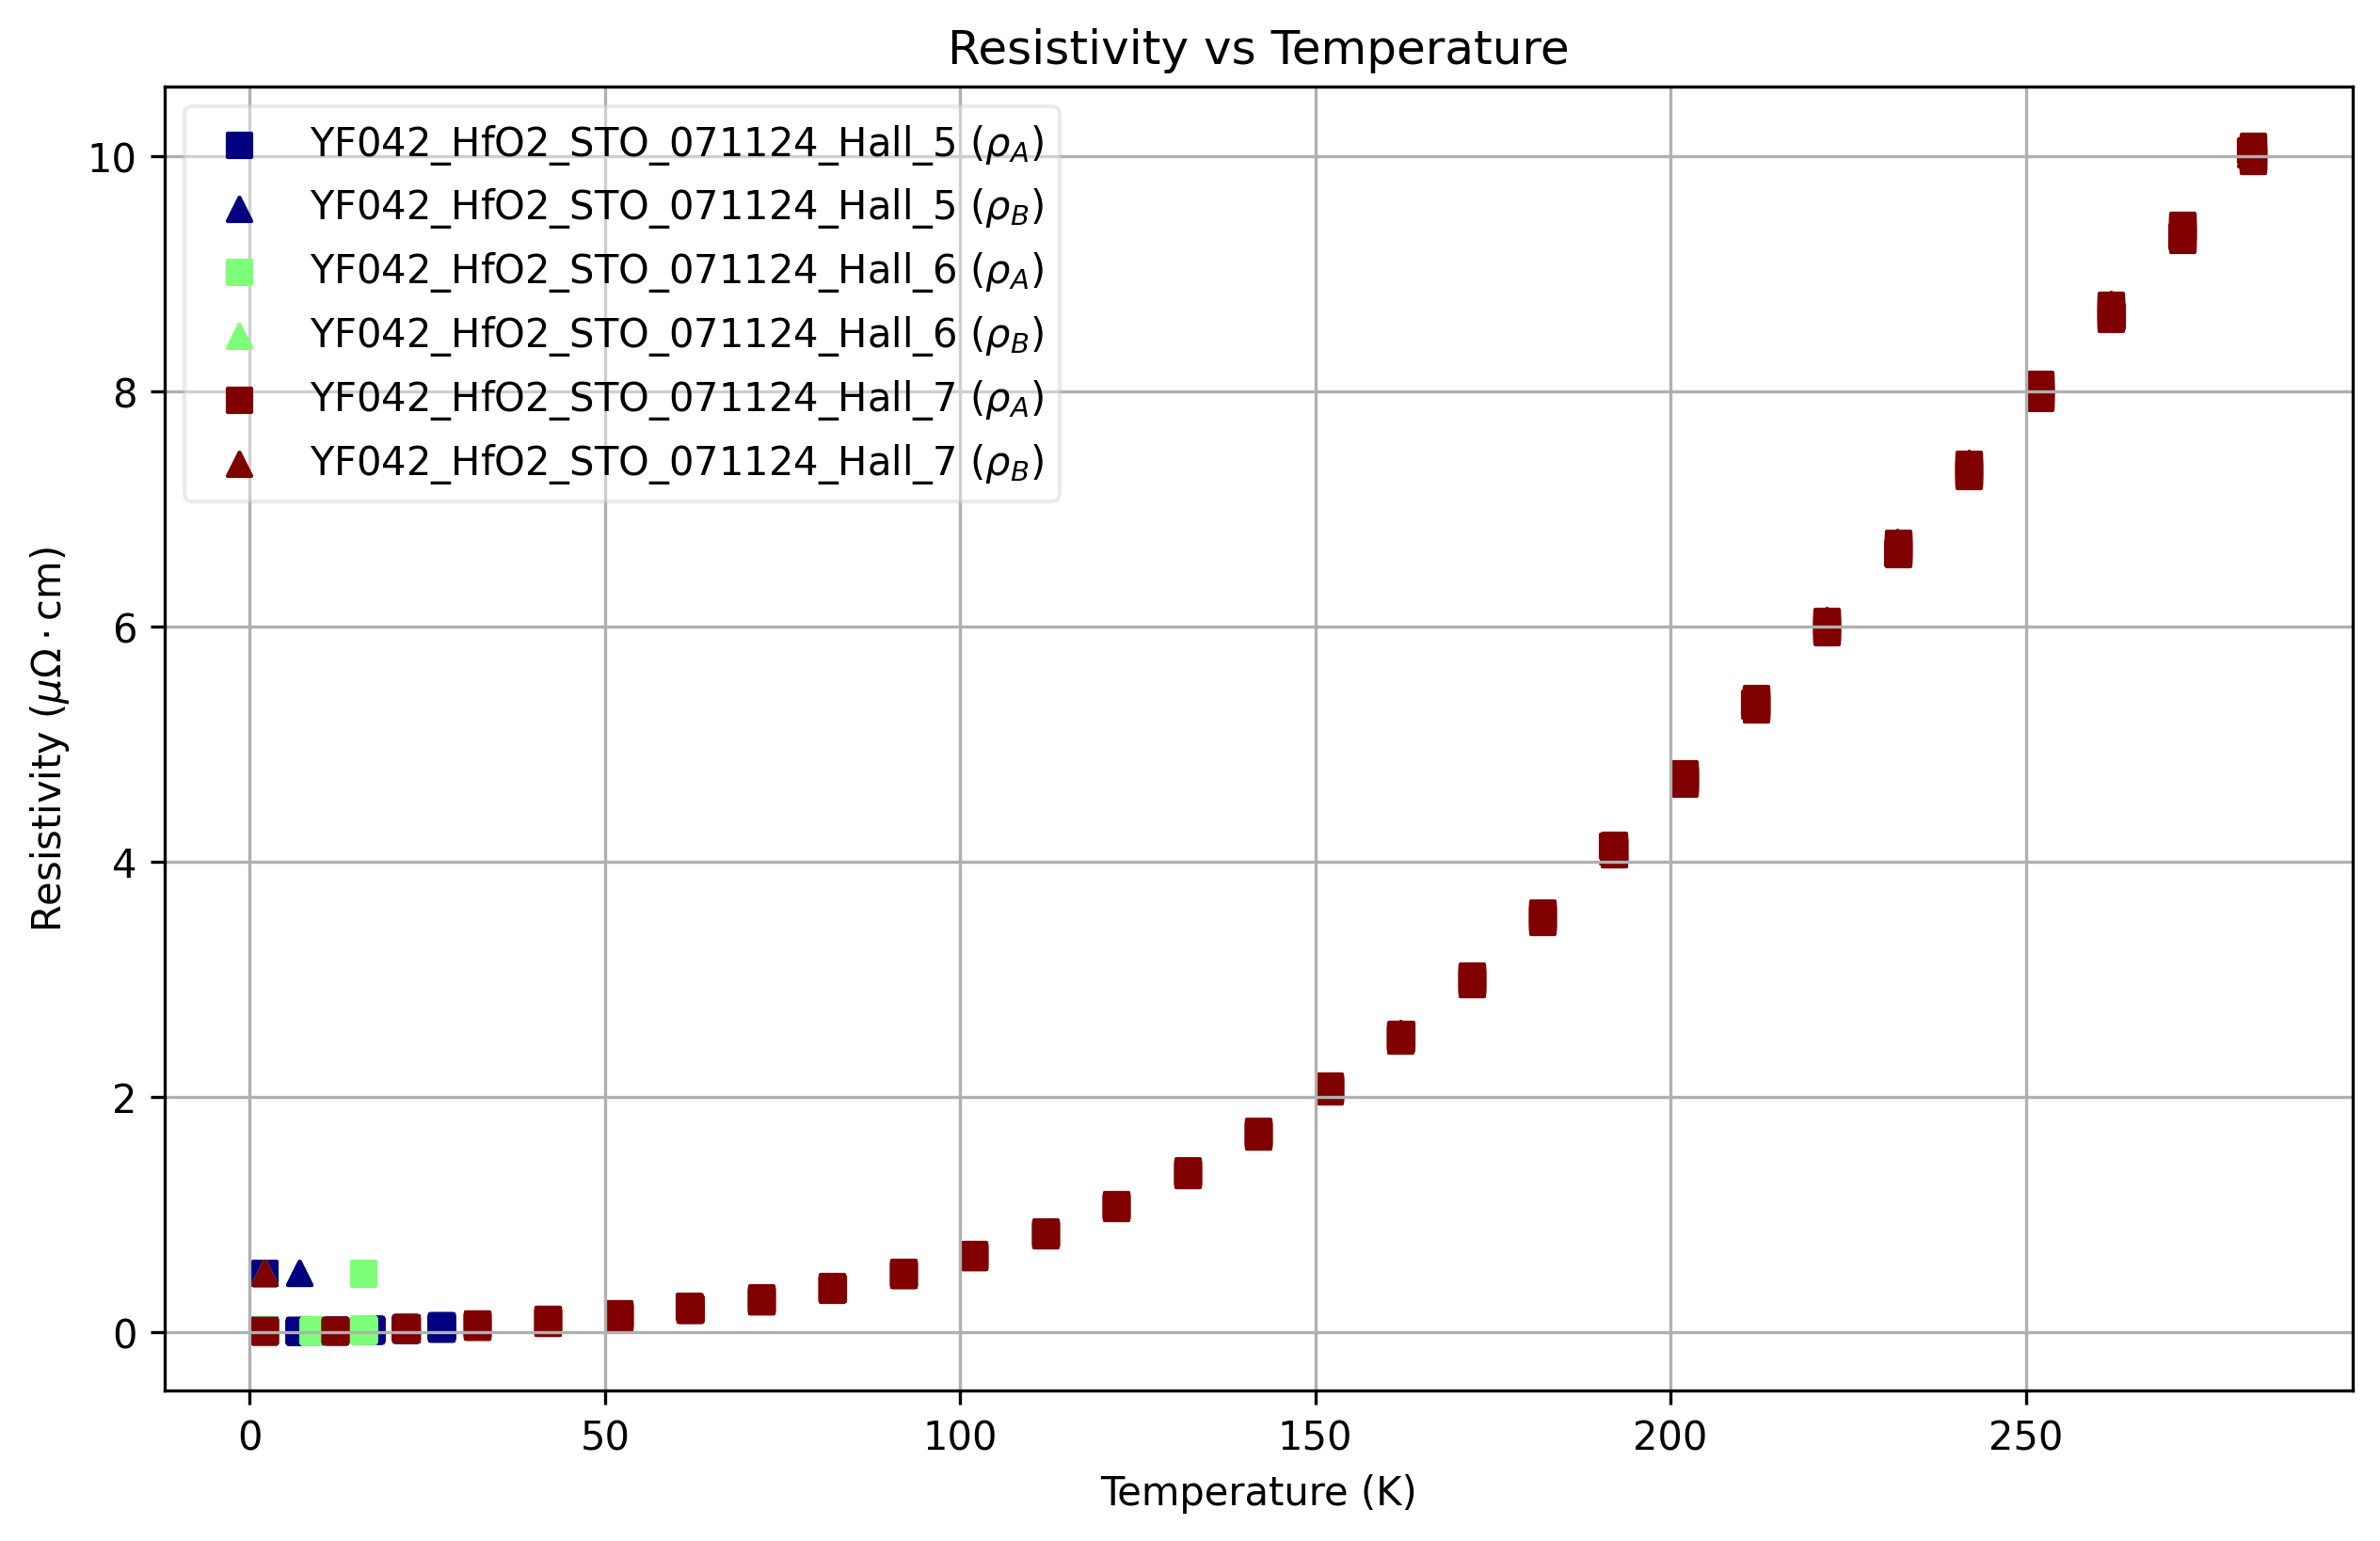 Resistivity vs Temperature
YF042_HfO2_STO_071124_Hall_5 (ρA)
YF042_HfO2_STO_071124_Hall_5 (ρB)
YF042_HfO2_STO_071124_Hall_6 (ρA)
YF042_HfO2_STO_071124_Hall_6 (ρB)
YF042_HfO2_STO_071124_Hall_7 (ρA)
YF042_HfO2_STO_071124_Hall_7 (ρB)
Resistivity (μΩ · cm)
10
8
6
4
2
0
0
50
100
150
200
250
Temperature (K)